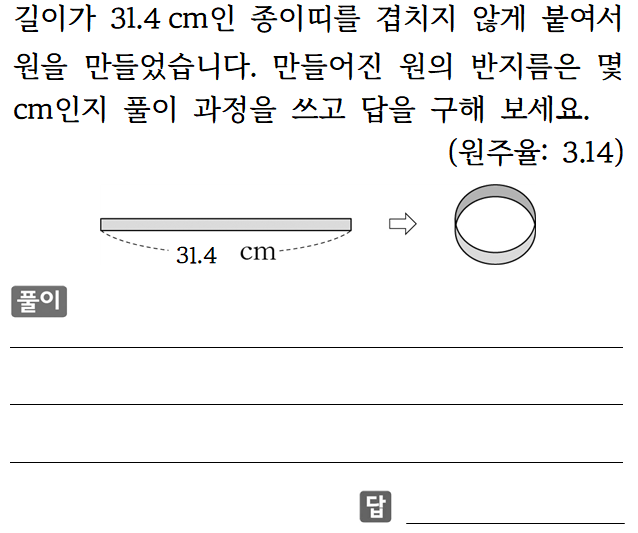 길이가 31.4 cm인 종이띠를 겹치지 않게 붙여서
원을 만들었습니다. 만들어진 원의 반지름은 몇
cm인지 풀이 과정을 쓰고 답을 구해 보세요.
(원주율: 3.14)
31.4 cm
풀이
답